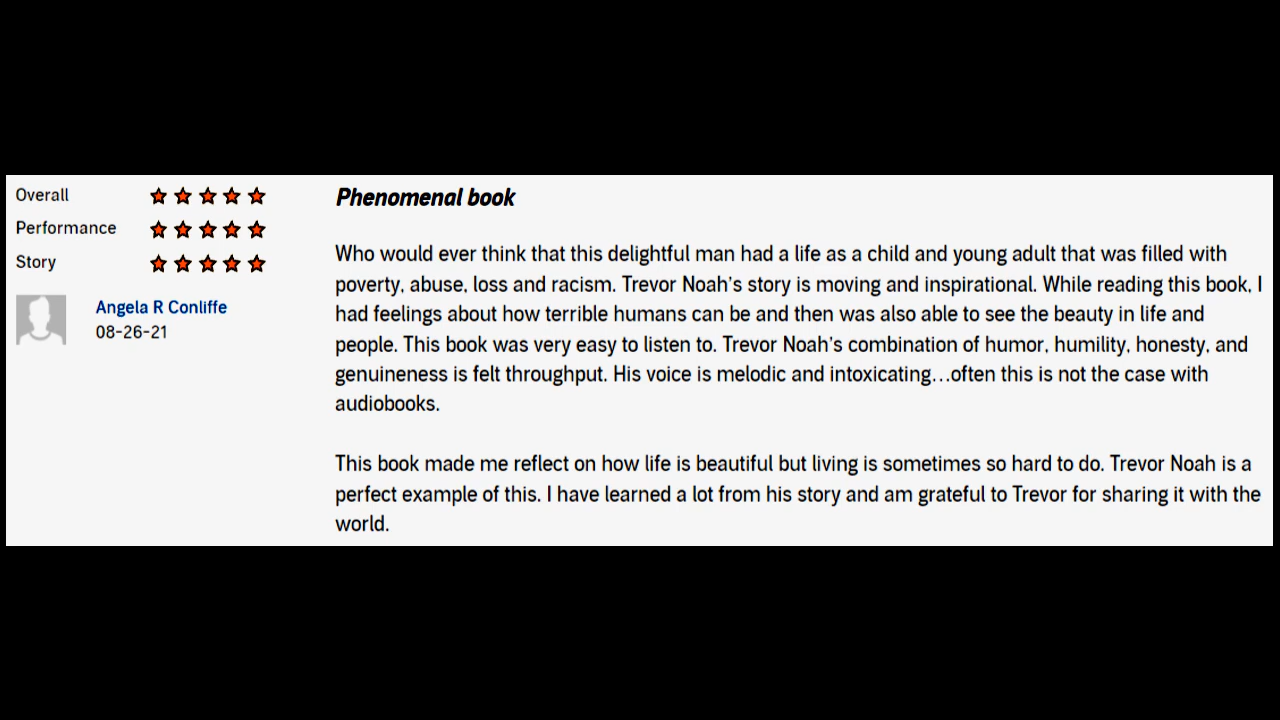 Overall
Performance
Story
Angela R Conliffe
08-26-21
Phenomenal book
Who would ever think that this delightful man had a life as a child and young adult that was filled with
poverty, abuse, loss and racism. Trevor Noah's story is moving and inspirational. While reading this book, I
had feelings about how terrible humans can be and then was also able to see the beauty in life and
people. This book was very easy to listen to. Trevor Noah's combination of humor, humility, honesty, and
genuineness is felt throughput. His voice is melodic and intoxicating...often this is not the case with
audiobooks.
This book made me reflect on how life is beautiful but living is sometimes so hard to do. Trevor Noah is a
perfect example of this. I have learned a lot from his story and am grateful to Trevor for sharing it with the
world.